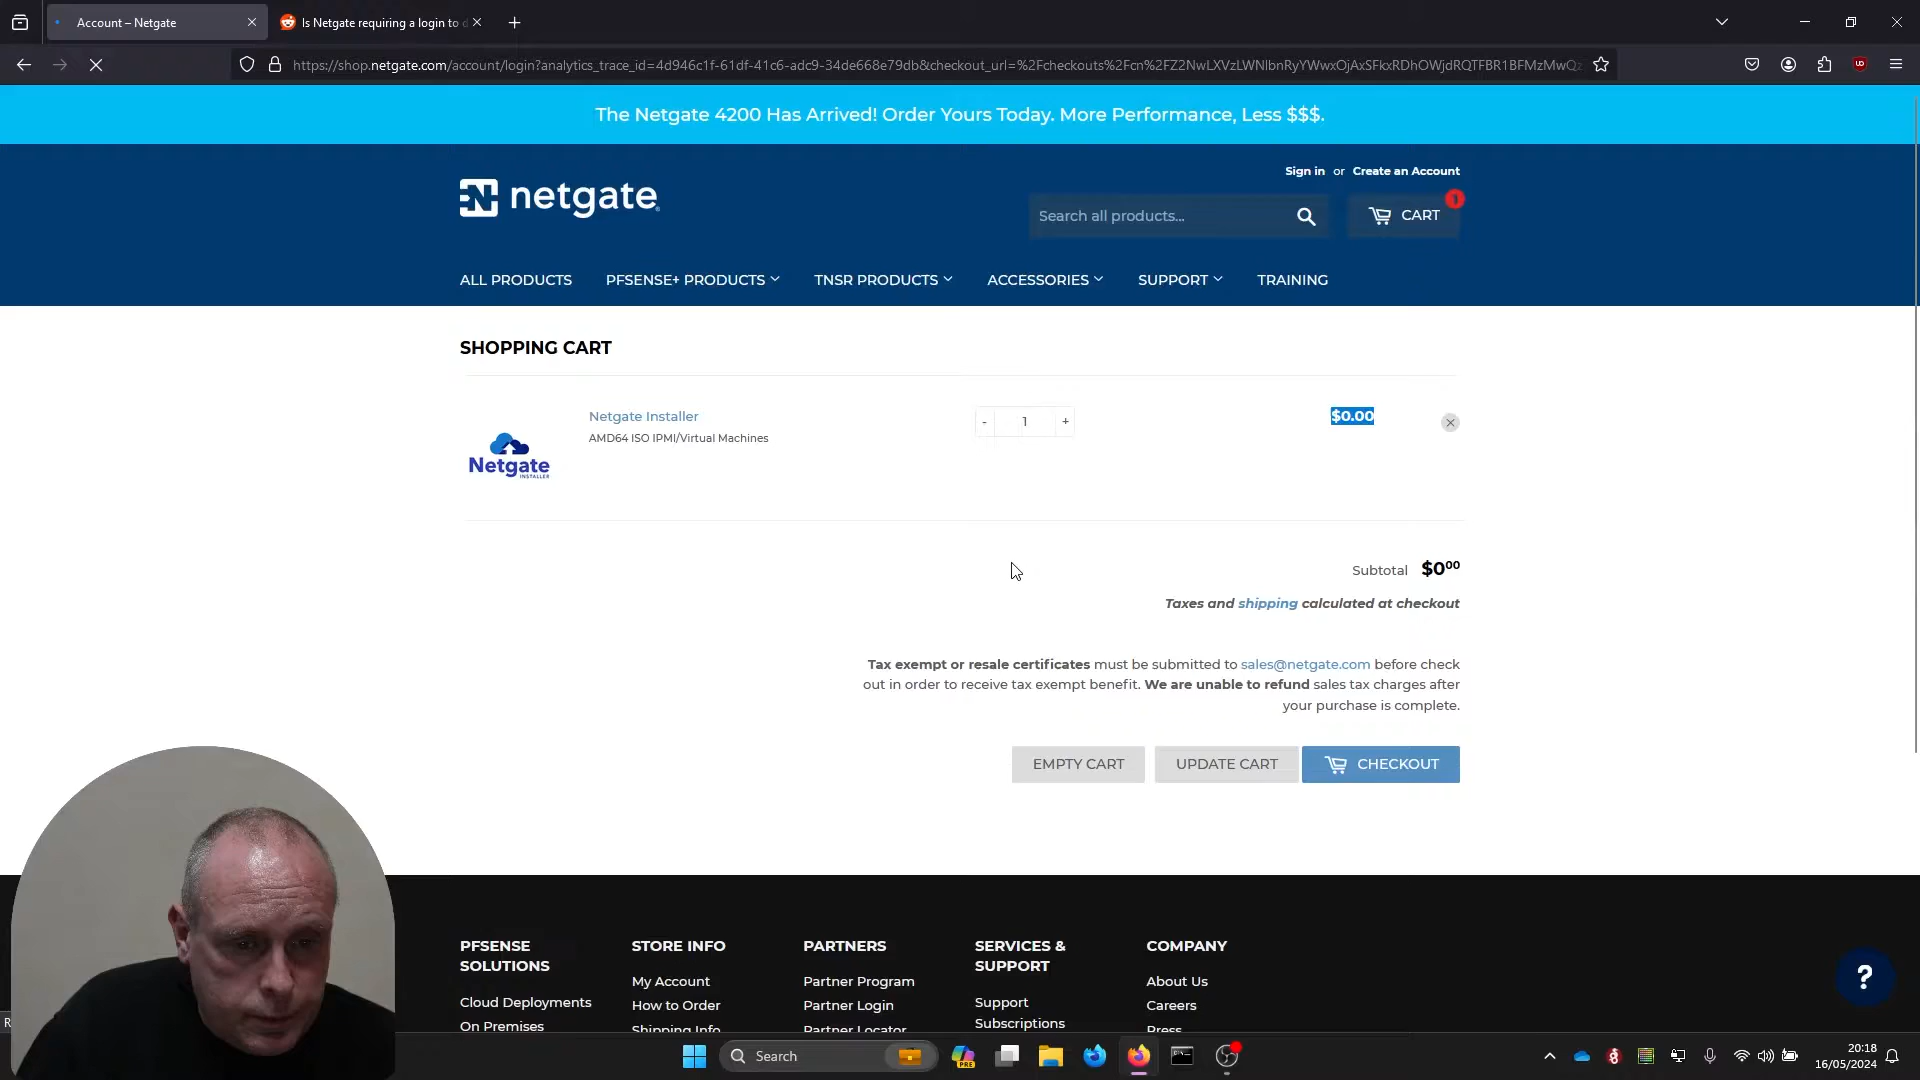 Account – Netgate
Is Netgate requiring a login to d
https://shop.netgate.com/account/login?analytics_trace_id=4d946c1f-61df-41c6-adc9-34de668e79db&checkout_url=%2Fcheckouts%2Fcn%2FZ2NwLXVzLWNlbnRyYWwxOjAxSFkxRDhOWjdRQTFBR1BFMzMwQz
The Netgate 4200 Has Arrived! Order Yours Today. More Performance, Less $$$.
Sign in or Create an Account
netgate
Search all products...
CART
1
ALL PRODUCTS
PFSENSE+ PRODUCTS
TNSR PRODUCTS
ACCESSORIES
SUPPORT
TRAINING
SHOPPING CART
Netgate
INSTALLER
Netgate Installer
AMD64 ISO IPMI/Virtual Machines
- 1 +
$0.00
Subtotal $000
Taxes and shipping calculated at checkout
Tax exempt or resale certificates must be submitted to sales@netgate.com before check
out in order to receive tax exempt benefit. We are unable to refund sales tax charges after
your purchase is complete.
EMPTY CART
UPDATE CART
CHECKOUT
PFSENSE
SOLUTIONS
Cloud Deployments
On Premises
STORE INFO
My Account
How to Order
Shipping Info
PARTNERS
Partner Program
Partner Login
Partner Locator
SERVICES &
SUPPORT
Support
Subscriptions
COMPANY
About Us
Careers
Press
?
R
Search
PRE
20:18
16/05/2024